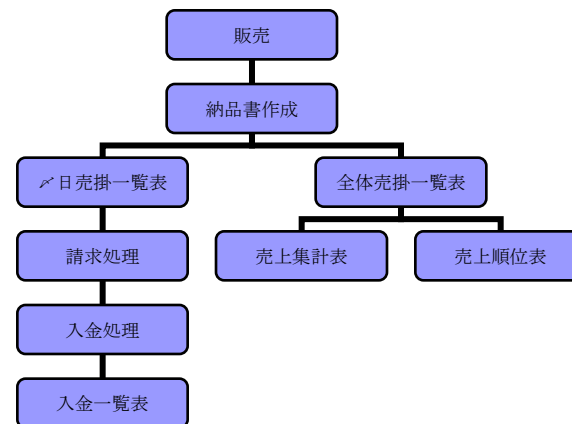 販売
納品書作成
〆日売掛一覧表
全体売掛一覧表
請求処理
売上集計表
売上順位表
入金処理
入金一覧表